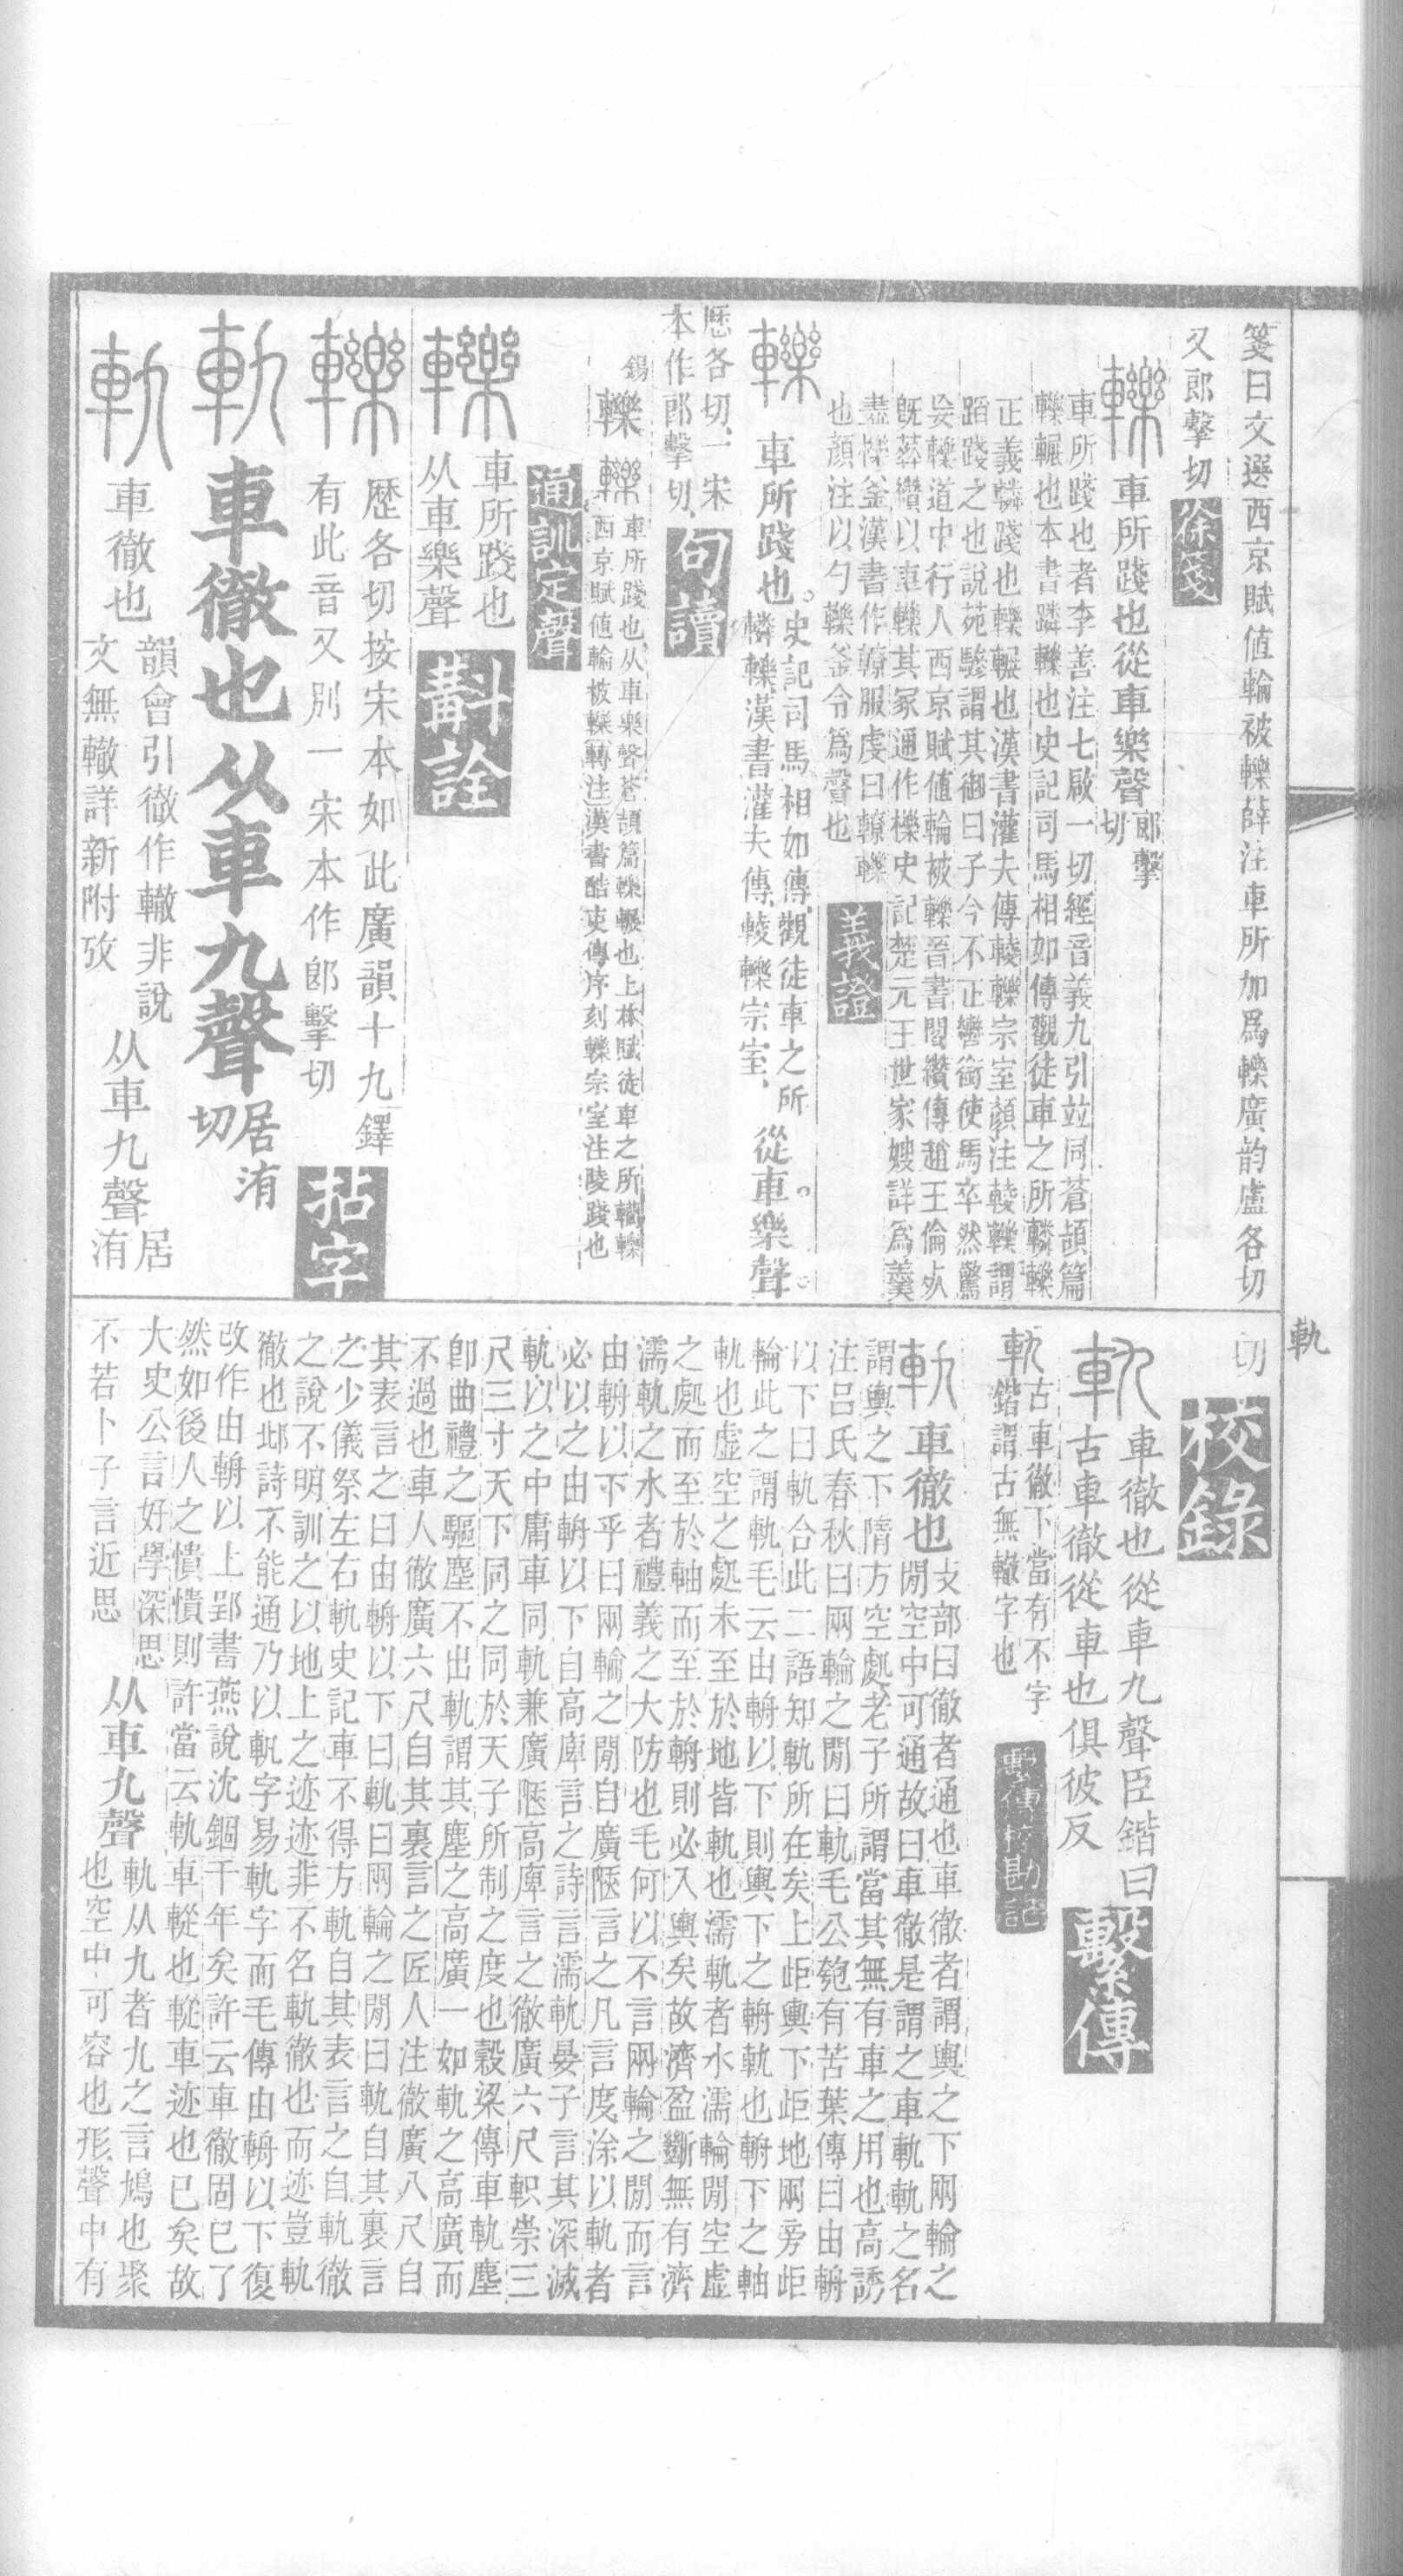 箋曰文選西京賦値輪被轢薛注車所加爲轢廣韵盧各切
又郎擊切
徐箋
轢
車所踐也從車樂聲
郎擊
切
車所踐也者李善注七啟一切經音義九引竝同蒼頡篇
轢輾也本書蹸轢也史記司馬相如傳觀徒車之所轔轢
正義轔踐也轢輾也漢書灌夫傳輘轢宗室顏注輘轢謂
蹈踐之也說苑驂謂其御曰子今不正轡銜使馬卒然驚
妄轢道中行人西京賦値輪被轢晉書閻纘傳趙王倫
旣葬纘以車轢其冢通作櫟史記楚元王世家嫂詳爲羹
盡櫟釜漢書作轑服虔曰轑轢
也顏注以勺轢釜令爲聲也
義證
轢
車所踐也。
史記司馬相如傳、觀徒車之所
轔轢、漢書灌夫傳、輘轢宗室、
從車。樂聲。
歷各切、一宋
本作郎擊切、
句讀
錫
轢
轢
車所踐也、从車樂聲蒼頡篇轢輾也上林賦徒車之所轥轢
西京賦値輪被轢轉注漢書酷吏傳序刻轢宗室注陵踐也
通訓定聲
轢
車所踐也
从車樂聲
斠詮
轢
歷各切按宋本如此廣韻十九鐸
有此音又別一宋本作郎擊切
拈字
軌
車徹也从車九聲
居洧
切
軌
車徹也
韻會引徹作轍非說
文無轍詳新附攷
从車九聲
居
洧
切
校錄
軌
車徹也從車九聲臣鍇曰
古車徹從車也俱彼反
繫傳
軌
古車徹下當有不字
鍇謂古無轍字也
軌
車徹也
攴部曰徹者通也車徹者謂輿之下兩輪之
閒空中可通故曰車徹是謂之車軌軌之名
謂輿之下隋方空處老子所謂當其無有車之用也高誘
注呂氏春秋曰兩輪之閒曰軌毛公匏有苦葉傳曰由輈
以下曰軌合此二語知軌所在矣上歫輿下歫地兩旁歫
輪此之謂軌毛云由輈以下則輿下之輈軌也輈下之軸
軌也虛空之處未至於地皆軌也濡軌者水濡輪閒空虛
之處而至於軸而至於輈則必入輿矣故濟盈斷無有濟
濡軌之水者禮義之大防也毛何以不言兩輪之閒而言
由輈以下乎曰兩輪之閒自廣陿言之凡言度涂以軌者
必以之由輈以下自高庳言之詩言濡軌晏子言其深滅
軌以之中庸車同軌兼廣陿高庳言之徹廣六尺軹崇三
尺三寸天下同之同於天子所制之度也穀梁傳車軌塵
卽曲禮之驅塵不出軌謂其塵之高廣一如軌之高廣而
不過也車人徹廣六尺自其裏言之匠人注徹廣八尺自
其表言之曰由輈以下曰軌曰兩輪之閒曰軌自其裏言
之少儀祭左右軌史記車不得方軌自其表言之自軌徹
之說不明訓之以地上之迹迹非不名軌徹也而迹豈軌
徹也邶詩不能通乃以軓字易軌字而毛傳由輈以下復
改作由輈以上郢書燕說沈錮千年矣許云車徹固已了
然如後人之憒憒則許當云軌車轍也轍車迹也已矣故
大史公言好學深思
不若卜子言近思
从車九聲
軌从九者九之言鳩也聚
也空中可容也形聲中有
軌